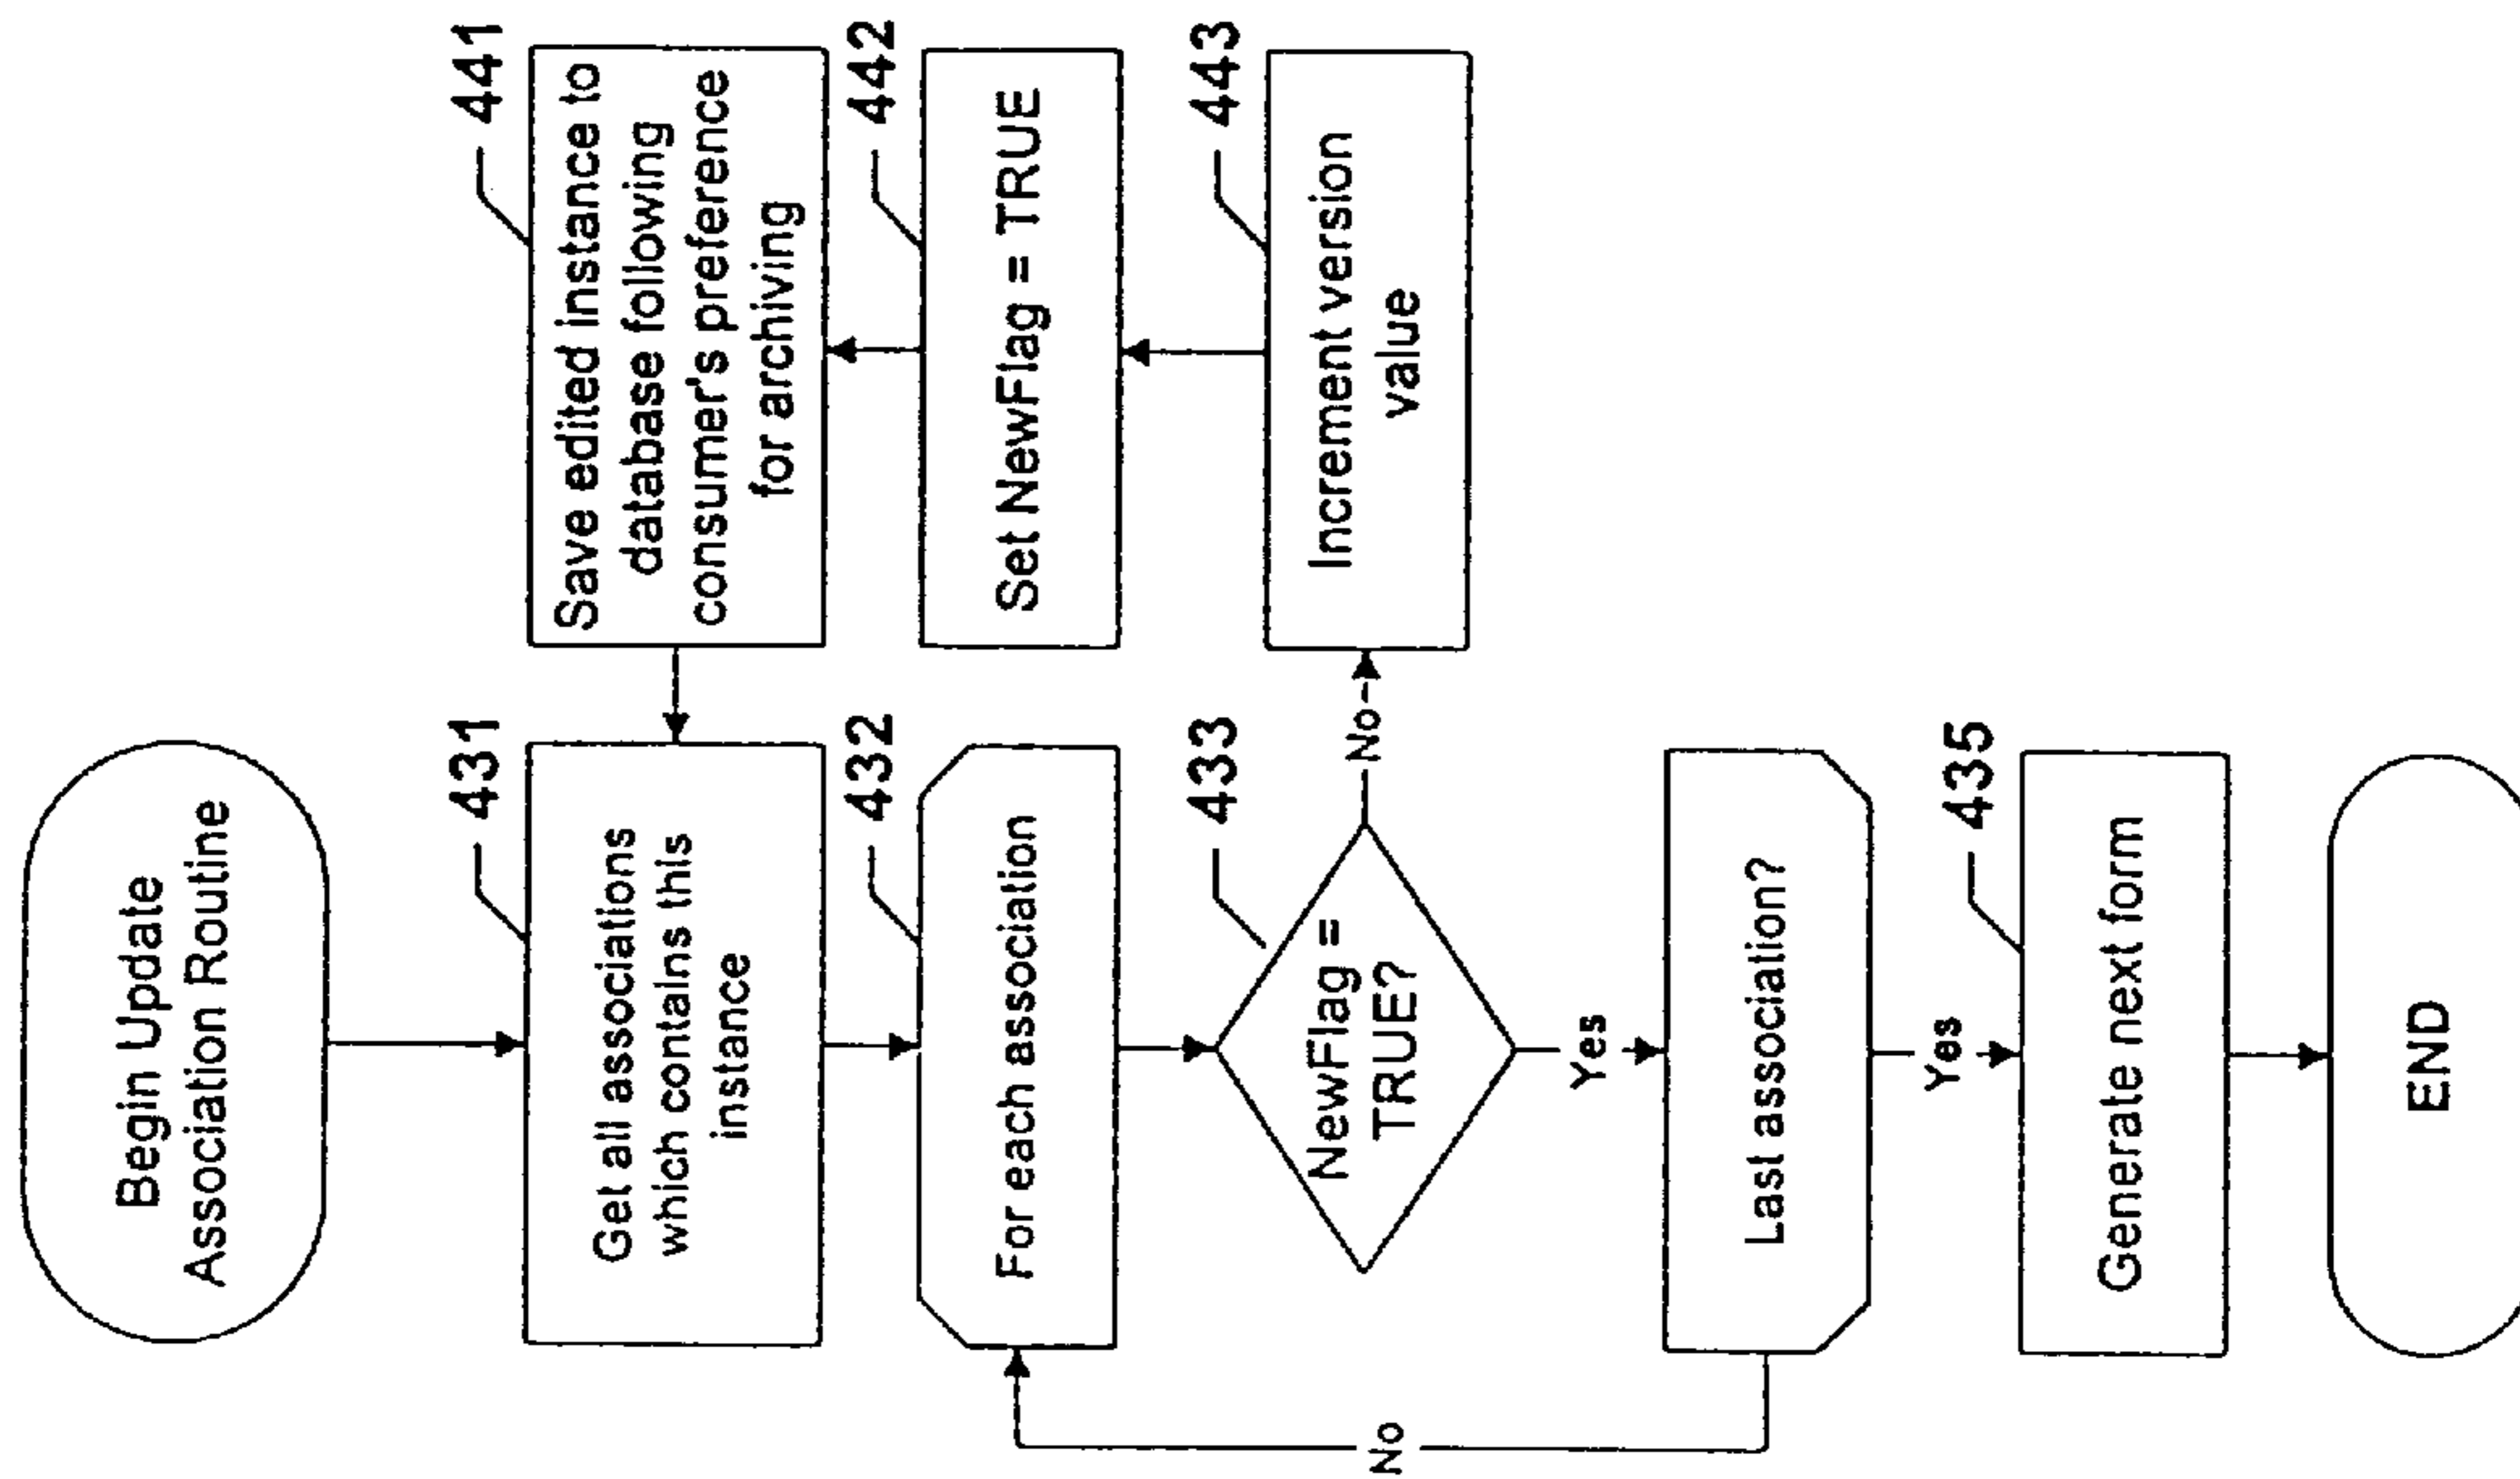 Begin Update
Association Routine
431
Get all associations
which contains this
instance
432
For each association
433
NewFlag =
TRUE?
No
Yes
Last association?
No
Yes
435
Generate next form
END
441
Save edited instance to
database following
consumer's preference
for archiving
442
Set NewFlag = TRUE
443
Increment version
value